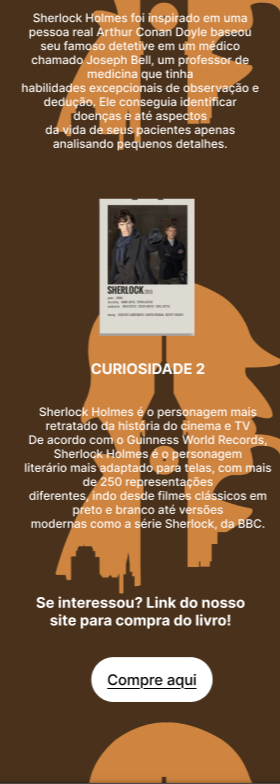 Sherlock Holmes foi inspirado em uma
pessoa real Arthur Conan Doyle baseou
seu famoso detetive em um médico
chamado Joseph Bell, um professor de
medicina que tinha
habilidades excepcionais de observação e
dedução. Ele conseguia identificar
doenças e até aspectos
da vida de seus pacientes apenas
analisando pequenos detalhes.
SHERLOCK
CURIOSIDADE 2
Sherlock Holmes é o personagem mais
retratado da história do cinema e TV
De acordo com o Guinness World Records,
Sherlock Holmes é o personagem
literário mais adaptado para telas, com mais
de 250 representações
diferentes, indo desde filmes clássicos em
preto e branco até versões
modernas como a série Sherlock, da BBC.
Se interessou? Link do nosso
site para compra do livro!
Compre aqui